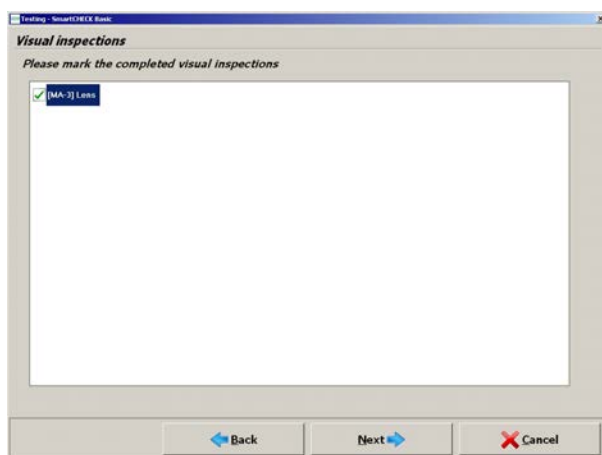 Testing - SmartCHECK Basic
Visual inspections
Please mark the completed visual inspections
[MA-3] Lens
Back
Next
Cancel